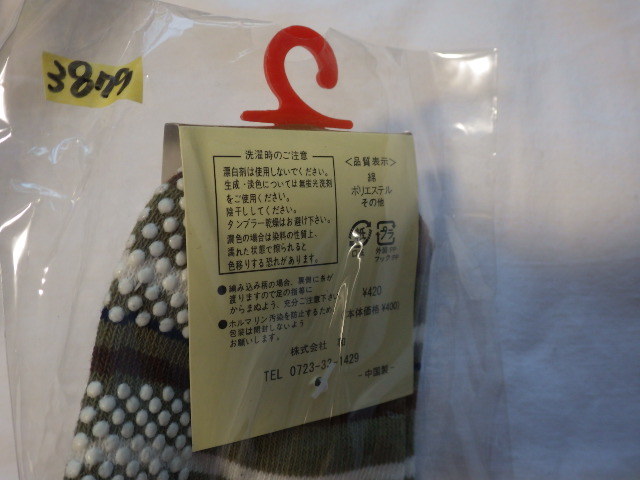 3879
洗濯時のご注意
漂白剤は使用しないでください。
生成・淡色については無蛍光洗剤
をご使用ください。
陰干ししてください。
タンブラー乾燥はお避け下さい。
濃色の場合は染料の性質上、
濡れた状態で擦られると
色移りする恐れがあります。
●編み込み柄の場合、裏側に糸が
渡りますので足の指等に
からまぬよう、充分ご注意下さい
●ホルマリン汚染を防止するため
包装は開封しないよう
お願いします。
<品質表示>
綿
ポリエステル
その他
プラ
¥420
本体価格 ¥400
株式会社
TEL 0723-33-1429
-中国製-